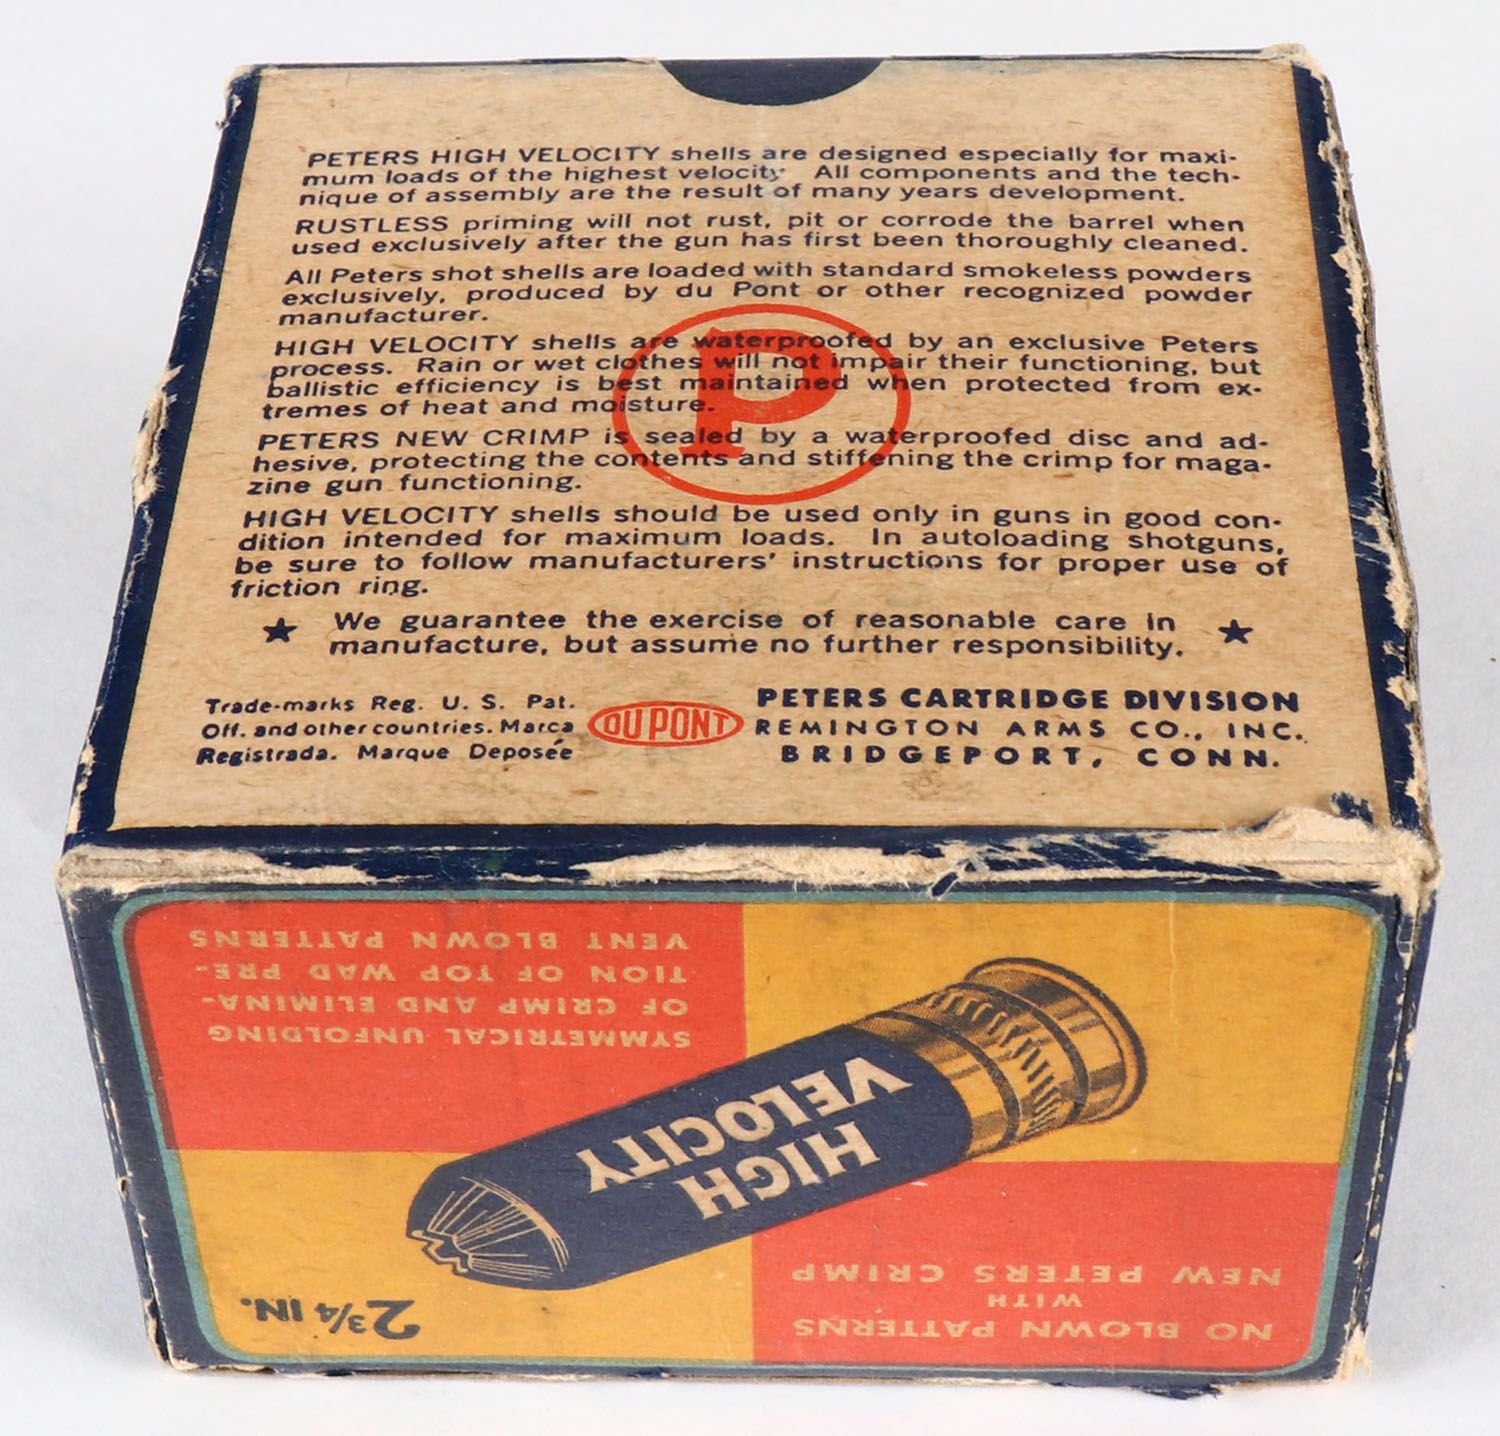 PETERS HIGH VELOCITY shells are designed especially for maxi-
mum loads of the highest velocity. All components and the tech-
nique of assembly are the result of many years development.
RUSTLESS priming will not rust, pit or corrode the barrel when
used exclusively after the gun has first been thoroughly cleaned.
All Peters shot shells are loaded with standard smokeless powders
exclusively, produced by du Pont or other recognized powder
manufacturer.
HIGH VELOCITY shells are waterproofed by an exclusive Peters
process. Rain or wet clothes will not impair their functioning, but
ballistic efficiency is best maintained when protected from ex-
tremes of heat and moisture.
P
PETERS NEW CRIMP is sealed by a waterproofed disc and ad-
hesive, protecting the contents and stiffening the crimp for maga-
zine gun functioning.
HIGH VELOCITY shells should be used only in guns in good con-
dition intended for maximum loads. In autoloading shotguns,
be sure to follow manufacturers' instructions for proper use of
friction ring.
★ We guarantee the exercise of reasonable care in ★
manufacture, but assume no further responsibility.
Trade-marks Reg. U. S. Pat.
Off. and other countries. Marca
Registrada. Marque Deposée
DU PONT
PETERS CARTRIDGE DIVISION
REMINGTON ARMS CO., INC.
BRIDGEPORT, CONN.
NO BLOWN PATTERNS
WITH
NEW PETERS CRIMP
2 3/4 IN.
HIGH
VELOCITY
SYMMETRICAL UNFOLDING
OF CRIMP AND ELIMINA-
TION OF TOP WAD PRE-
VENT BLOWN PATTERNS